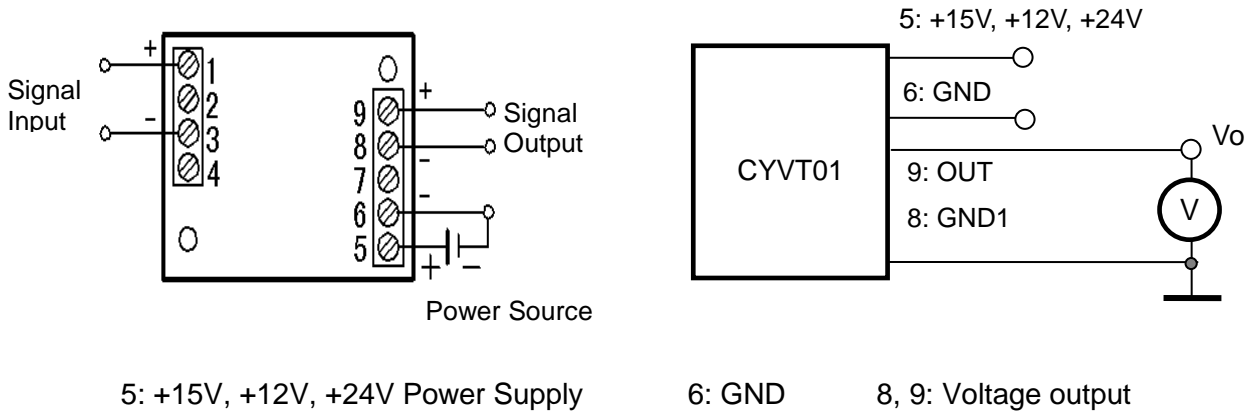 5: +15V, +12V, +24V
+
1
2
-
3
4
Signal
Input
+
9
8
-
7
-
6
5
+
-
Signal
Output
Power Source
6: GND
CYVT01
9: OUT
8: GND1
Vo
V
5: +15V, +12V, +24V Power Supply 6: GND 8, 9: Voltage output